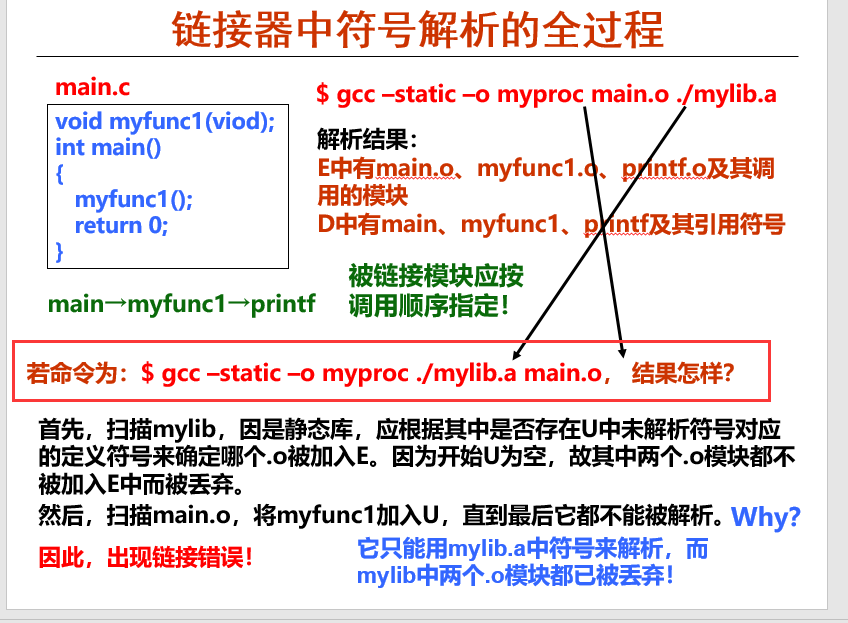 链接器中符号解析的全过程
main.c
void myfunc1(viod);
int main()
{
myfunc1();
return 0;
}
$ gcc –static –o myproc main.o ./mylib.a
解析结果：
E中有main.o、myfunc1.o、printf.o及其调
用的模块
D中有main、myfunc1、printf及其引用符号
被链接模块应按
调用顺序指定！
main→myfunc1→printf
若命令为：$ gcc –static –o myproc ./mylib.a main.o， 结果怎样？
首先，扫描mylib，因是静态库，应根据其中是否存在U中未解析符号对应
的定义符号来确定哪个.o被加入E。因为开始U为空，故其中两个.o模块都不
被加入E中而被丢弃。
然后，扫描main.o，将myfunc1加入U，直到最后它都不能被解析。Why?
因此，出现链接错误！
它只能用mylib.a中符号来解析，而
mylib中两个.o模块都已被丢弃！